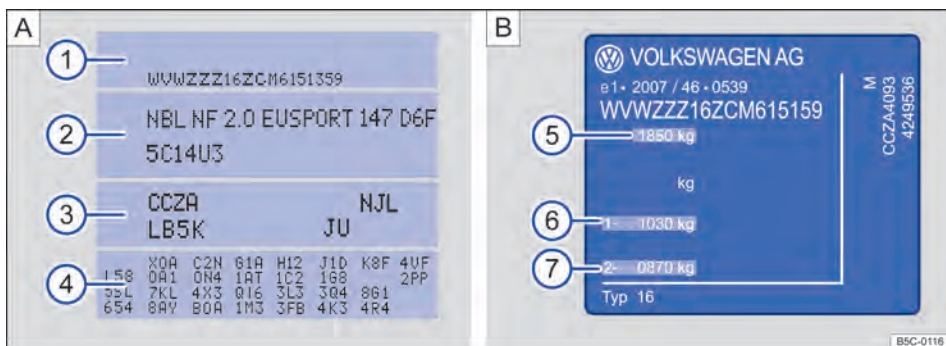 A
1
WVWZZZ16ZCM6151359
2
NBL NF 2.0 EUSPORT 147 D6F
5C14U3
3
CCZA NJL
LB5K JU
4
X0A C2N G1A H12 J1D K8F 4UF
L58 0A1 0N4 1AT 1C2 1G8 2PP
5SL 7KL 4X3 QI6 3L3 3Q4 8G1
654 8AY B0A 1M3 3FB 4K3 4R4
B
VOLKSWAGEN AG
e1• 2007 / 46 • 0539
WVWZZZ16ZCM615159
5
1850 kg
kg
6
1- 1030 kg
7
2- 0870 kg
Typ 16
M
CCZA4093
4249536
B5C-0116